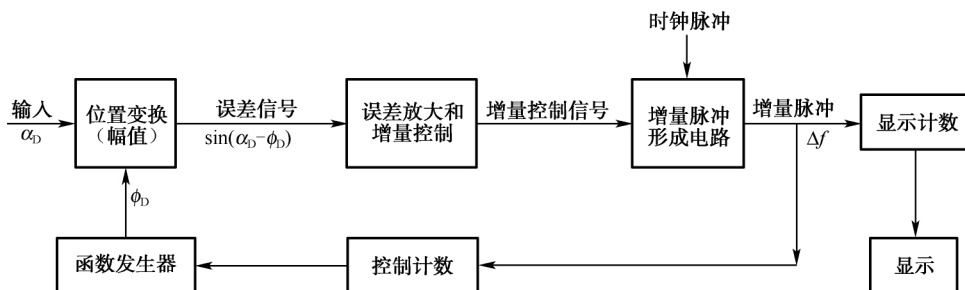 时钟脉冲
输入
α_D
位置变换
(幅值)
误差信号
sin(α_D−ϕ_D)
误差放大和
增量控制
增量控制信号
增量脉冲
形成电路
增量脉冲
Δf
显示计数
ϕ_D
函数发生器
控制计数
显示